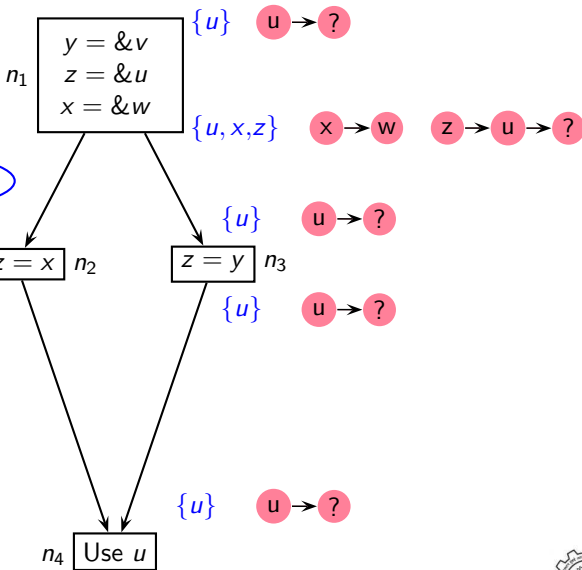 {u} u ?
y = &v
n1 z = &u
x = &w
{u, x,z} x w z u ?
{u} u ?
z = x n2 z = y n3
{u} u ?
{u} u ?
n4 Use u